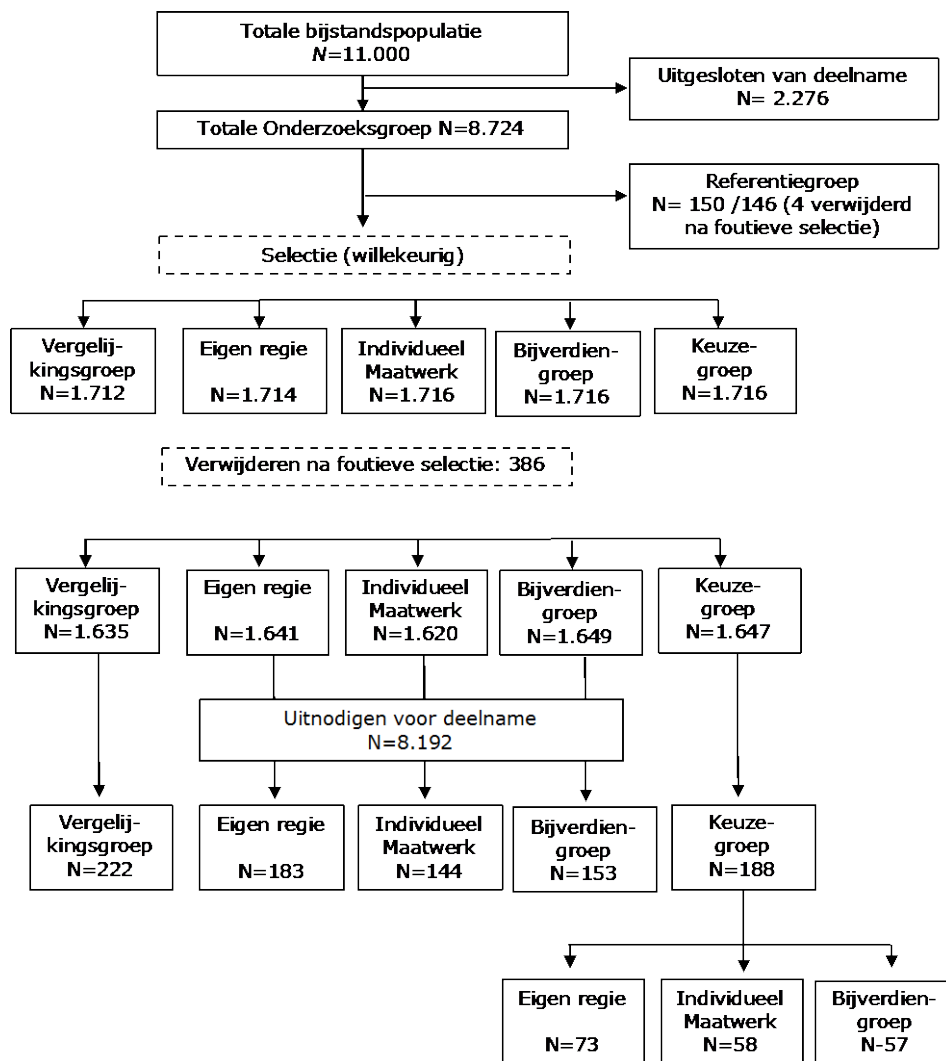 Totale bijstandspopulatie
N=11.000
Uitgesloten van deelname
N= 2.276
Totale Onderzoeksgroep N=8.724
Referentiegroep
N= 150 /146 (4 verwijderd
na foutieve selectie)
Selectie (willekeurig)
Vergelij-
kingsgroep
N=1.712
Eigen regie
N=1.714
Individueel
Maatwerk
N=1.716
Bijverdien-
groep
N=1.716
Keuze-
groep
N=1.716
Verwijderen na foutieve selectie: 386
Vergelij-
kingsgroep
N=1.635
Eigen regie
N=1.641
Individueel
Maatwerk
N=1.620
Bijverdien-
groep
N=1.649
Keuze-
groep
N=1.647
Uitnodigen voor deelname
N=8.192
Vergelij-
kingsgroep
N=222
Eigen regie
N=183
Individueel
Maatwerk
N=144
Bijverdien-
groep
N=153
Keuze-
groep
N=188
Eigen regie
N=73
Individueel
Maatwerk
N=58
Bijverdien-
groep
N-57